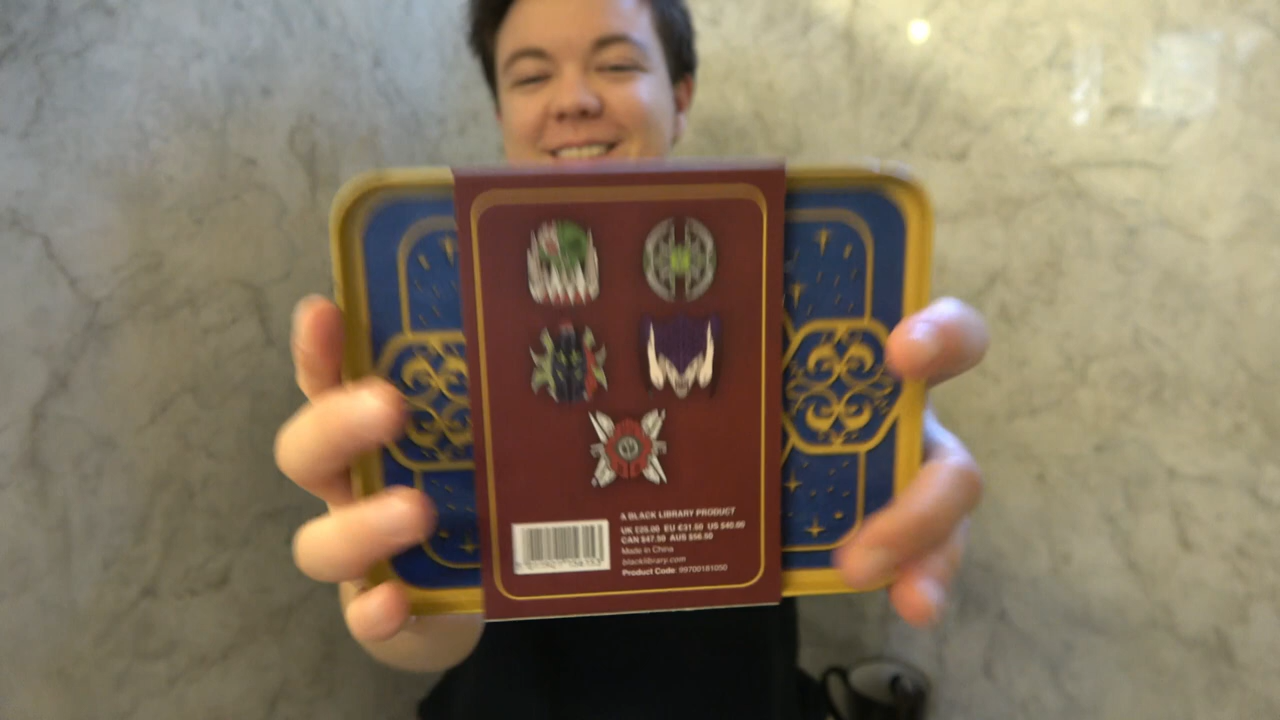 A BLACK LIBRARY PRODUCT
UK £25.00 EU €31.50 US $40.00
CAN $47.50 AUS $56.50
Made in China
blacklibrary.com
Product Code: 99700181050